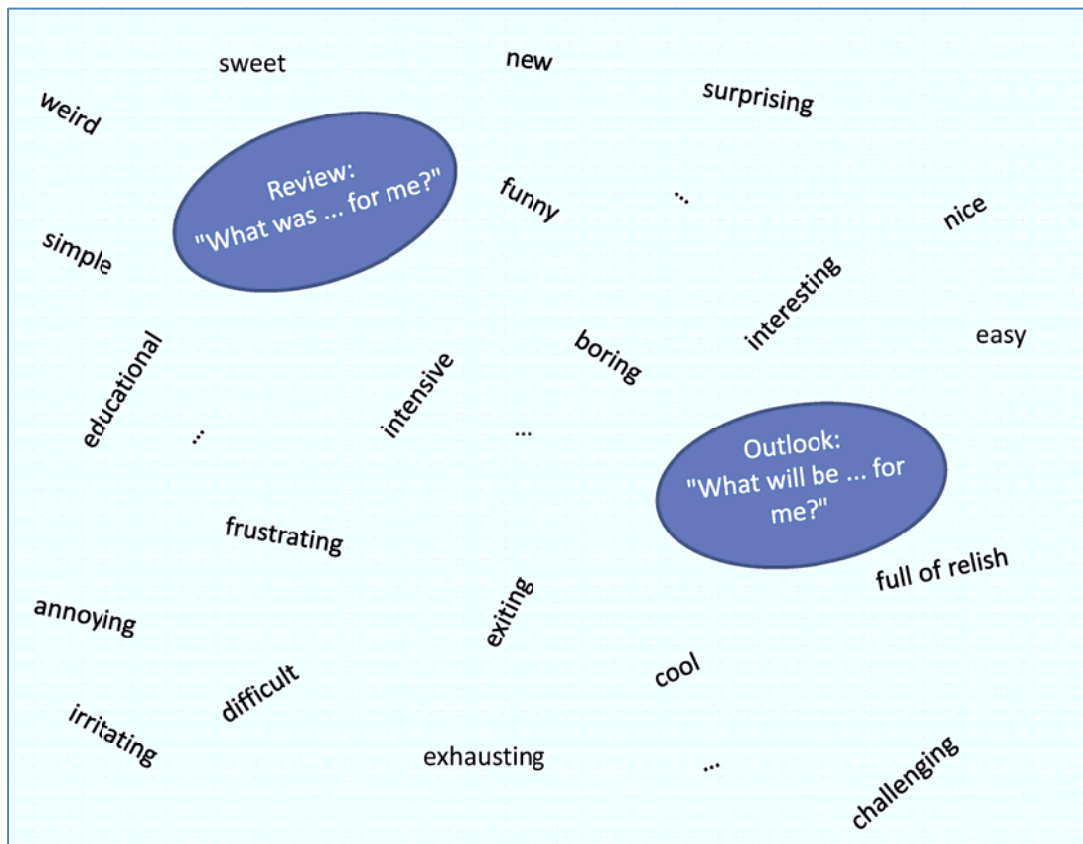 sweet
new
surprising
weird
Review:
"What was ... for me?"
funny
...
nice
simple
interesting
easy
boring
educational
intensive
...
...
Outlook:
"What will be ... for
me?"
frustrating
full of relish
annoying
exiting
cool
difficult
irritating
exhausting
...
challenging